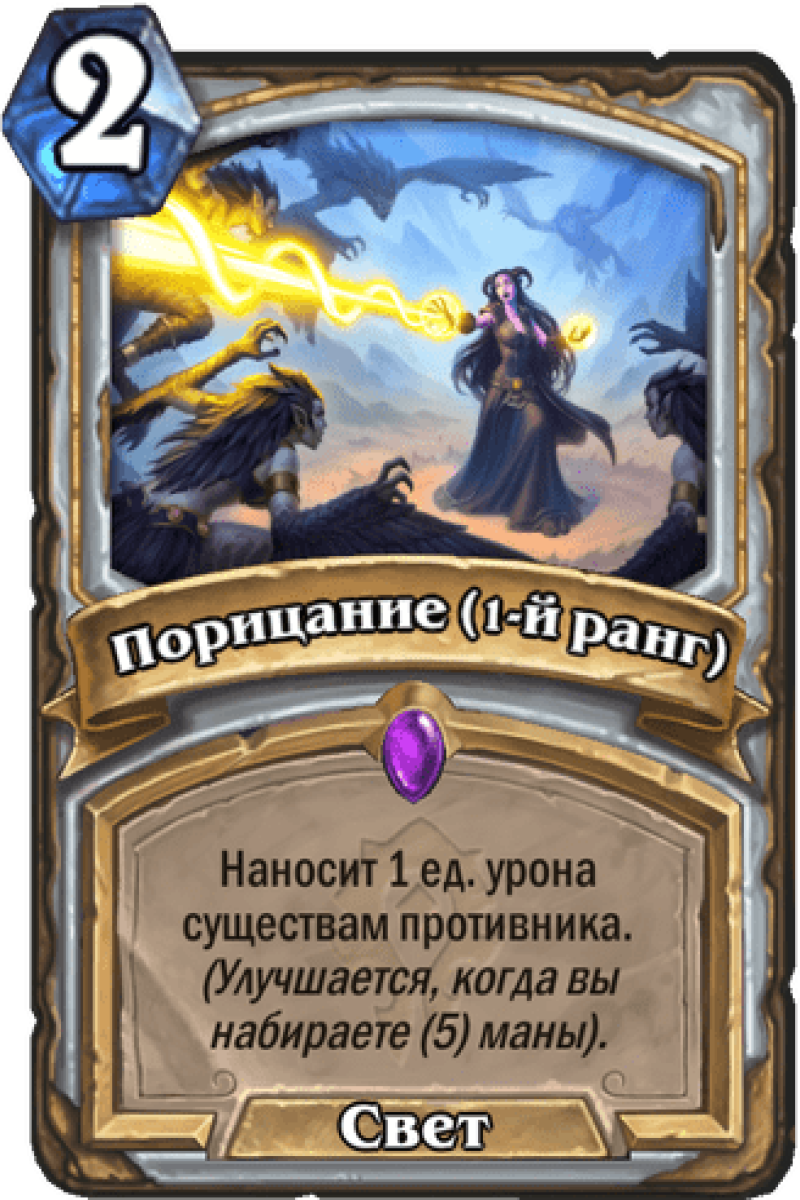 2
Порицание (1-й ранг)
Наносит 1 ед. урона
существам противника.
(Улучшается, когда вы
набираете (5) маны).
Свет